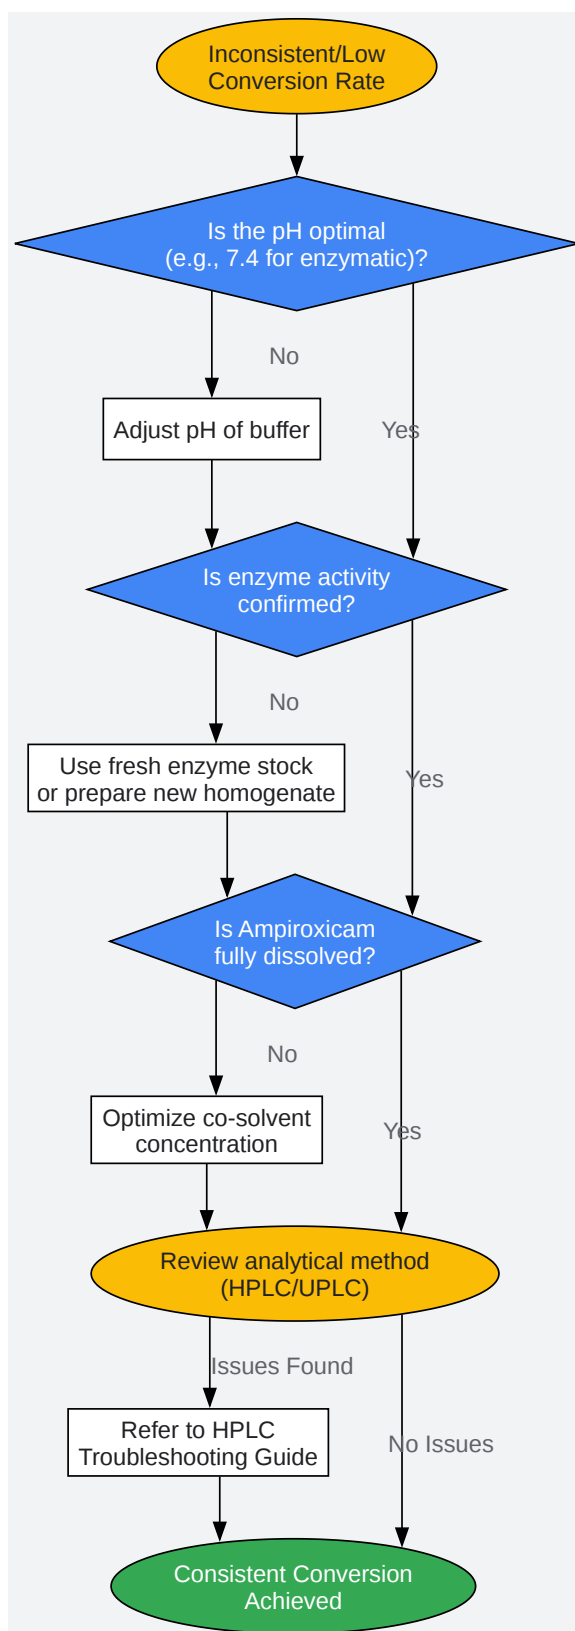 Inconsistent/Low
Conversion Rate
Is the pH optimal
(e.g., 7.4 for enzymatic)?
No
Adjust pH of buffer
Yes
Is enzyme activity
confirmed?
No
Use fresh enzyme stock
or prepare new homogenate
Yes
Is Ampiroxicam
fully dissolved?
No
Optimize co-solvent
concentration
Yes
Review analytical method
(HPLC/UPLC)
Issues Found
Refer to HPLC
Troubleshooting Guide
No Issues
Consistent Conversion
Achieved